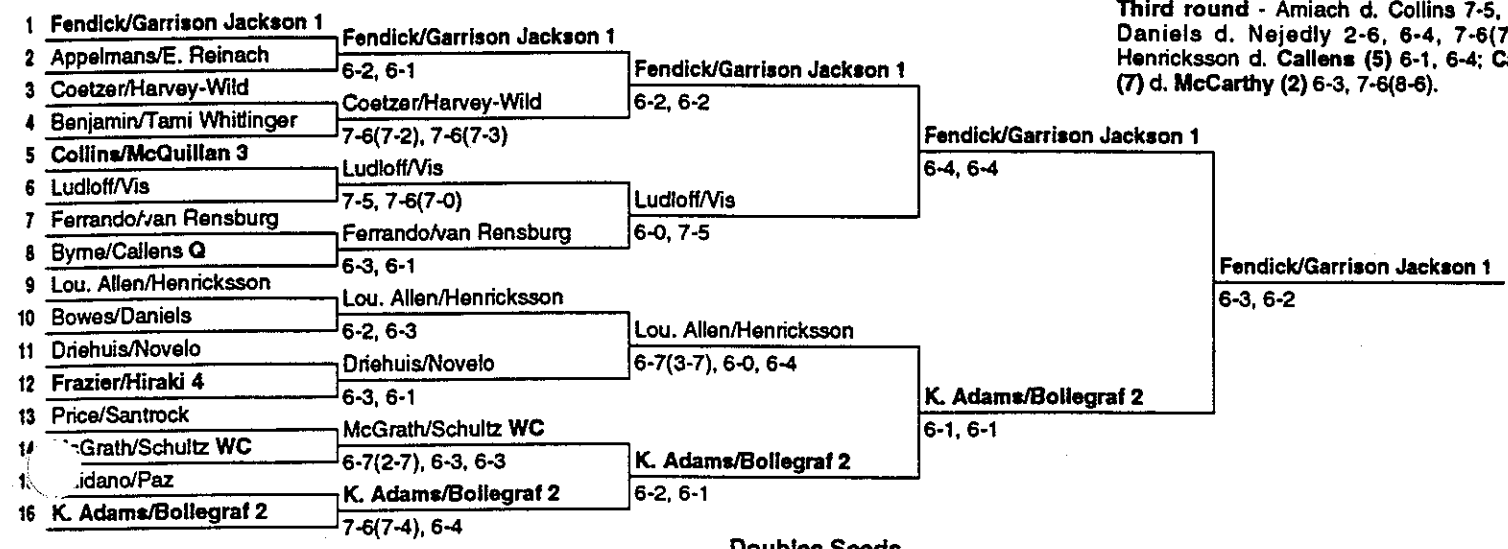 Third round - Amiach d. Collins 7-5,
Daniels d. Nejedly 2-6, 6-4, 7-6(7
Henricksson d. Callens (5) 6-1, 6-4;
(7) d. McCarthy (2) 6-3, 7-6(8-6).
1 Fendick/Garrison Jackson 1
2 Appelmans/E. Reinach
3 Coetzer/Harvey-Wild
4 Benjamin/Tami Whitlinger
5 Collins/McQuillan 3
6 Ludloff/Vis
7 Ferrando/van Rensburg
8 Byrne/Callens Q
9 Lou. Allen/Henricksson
10 Bowes/Daniels
11 Driehuis/Novelo
12 Frazier/Hiraki 4
13 Price/Santrock
Grath/Schultz WC
idano/Paz
16 K. Adams/Bollegraf 2
Fendick/Garrison Jackson 1
6-2, 6-1
Coetzer/Harvey-Wild
7-6(7-2), 7-6(7-3)
Ludloff/Vis
7-5, 7-6(7-0)
Ferrando/van Rensburg
6-3, 6-1
Lou. Allen/Henricksson
6-2, 6-3
Driehuis/Novelo
6-3, 6-1
McGrath/Schultz WC
6-7(2-7), 6-3, 6-3
K. Adams/Bollegraf 2
7-6(7-4), 6-4
Fendick/Garrison Jackson 1
6-2, 6-2
Ludloff/Vis
6-0, 7-5
Lou. Allen/Henricksson
6-7(3-7), 6-0, 6-4
K. Adams/Bollegraf 2
6-2, 6-1
Fendick/Garrison Jackson 1
6-4, 6-4
K. Adams/Bollegraf 2
6-1, 6-1
Fendick/Garrison Jackson 1
6-3, 6-2
Doubles Seeds